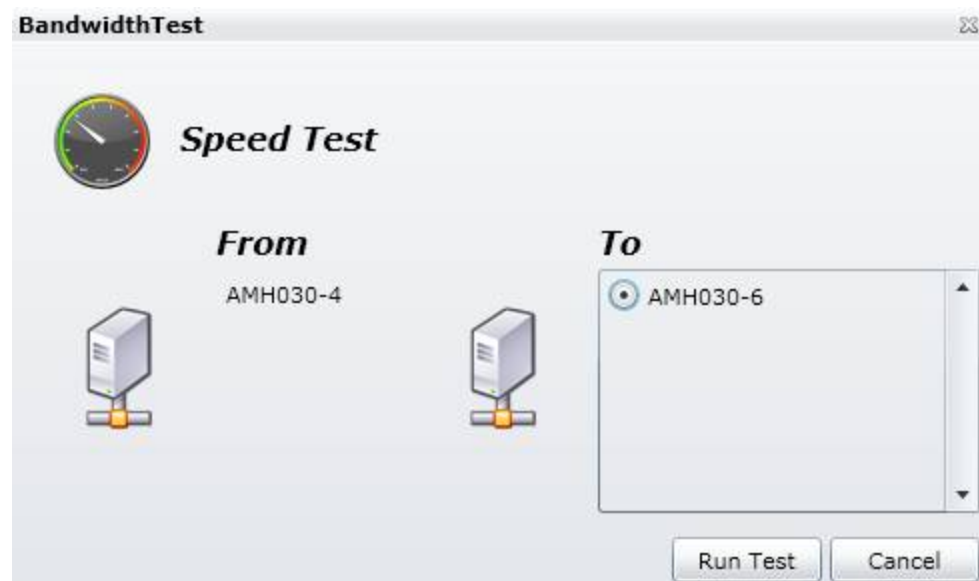 BandwidthTest
Speed Test
From
To
AMH030-4
AMH030-6
Run Test
Cancel